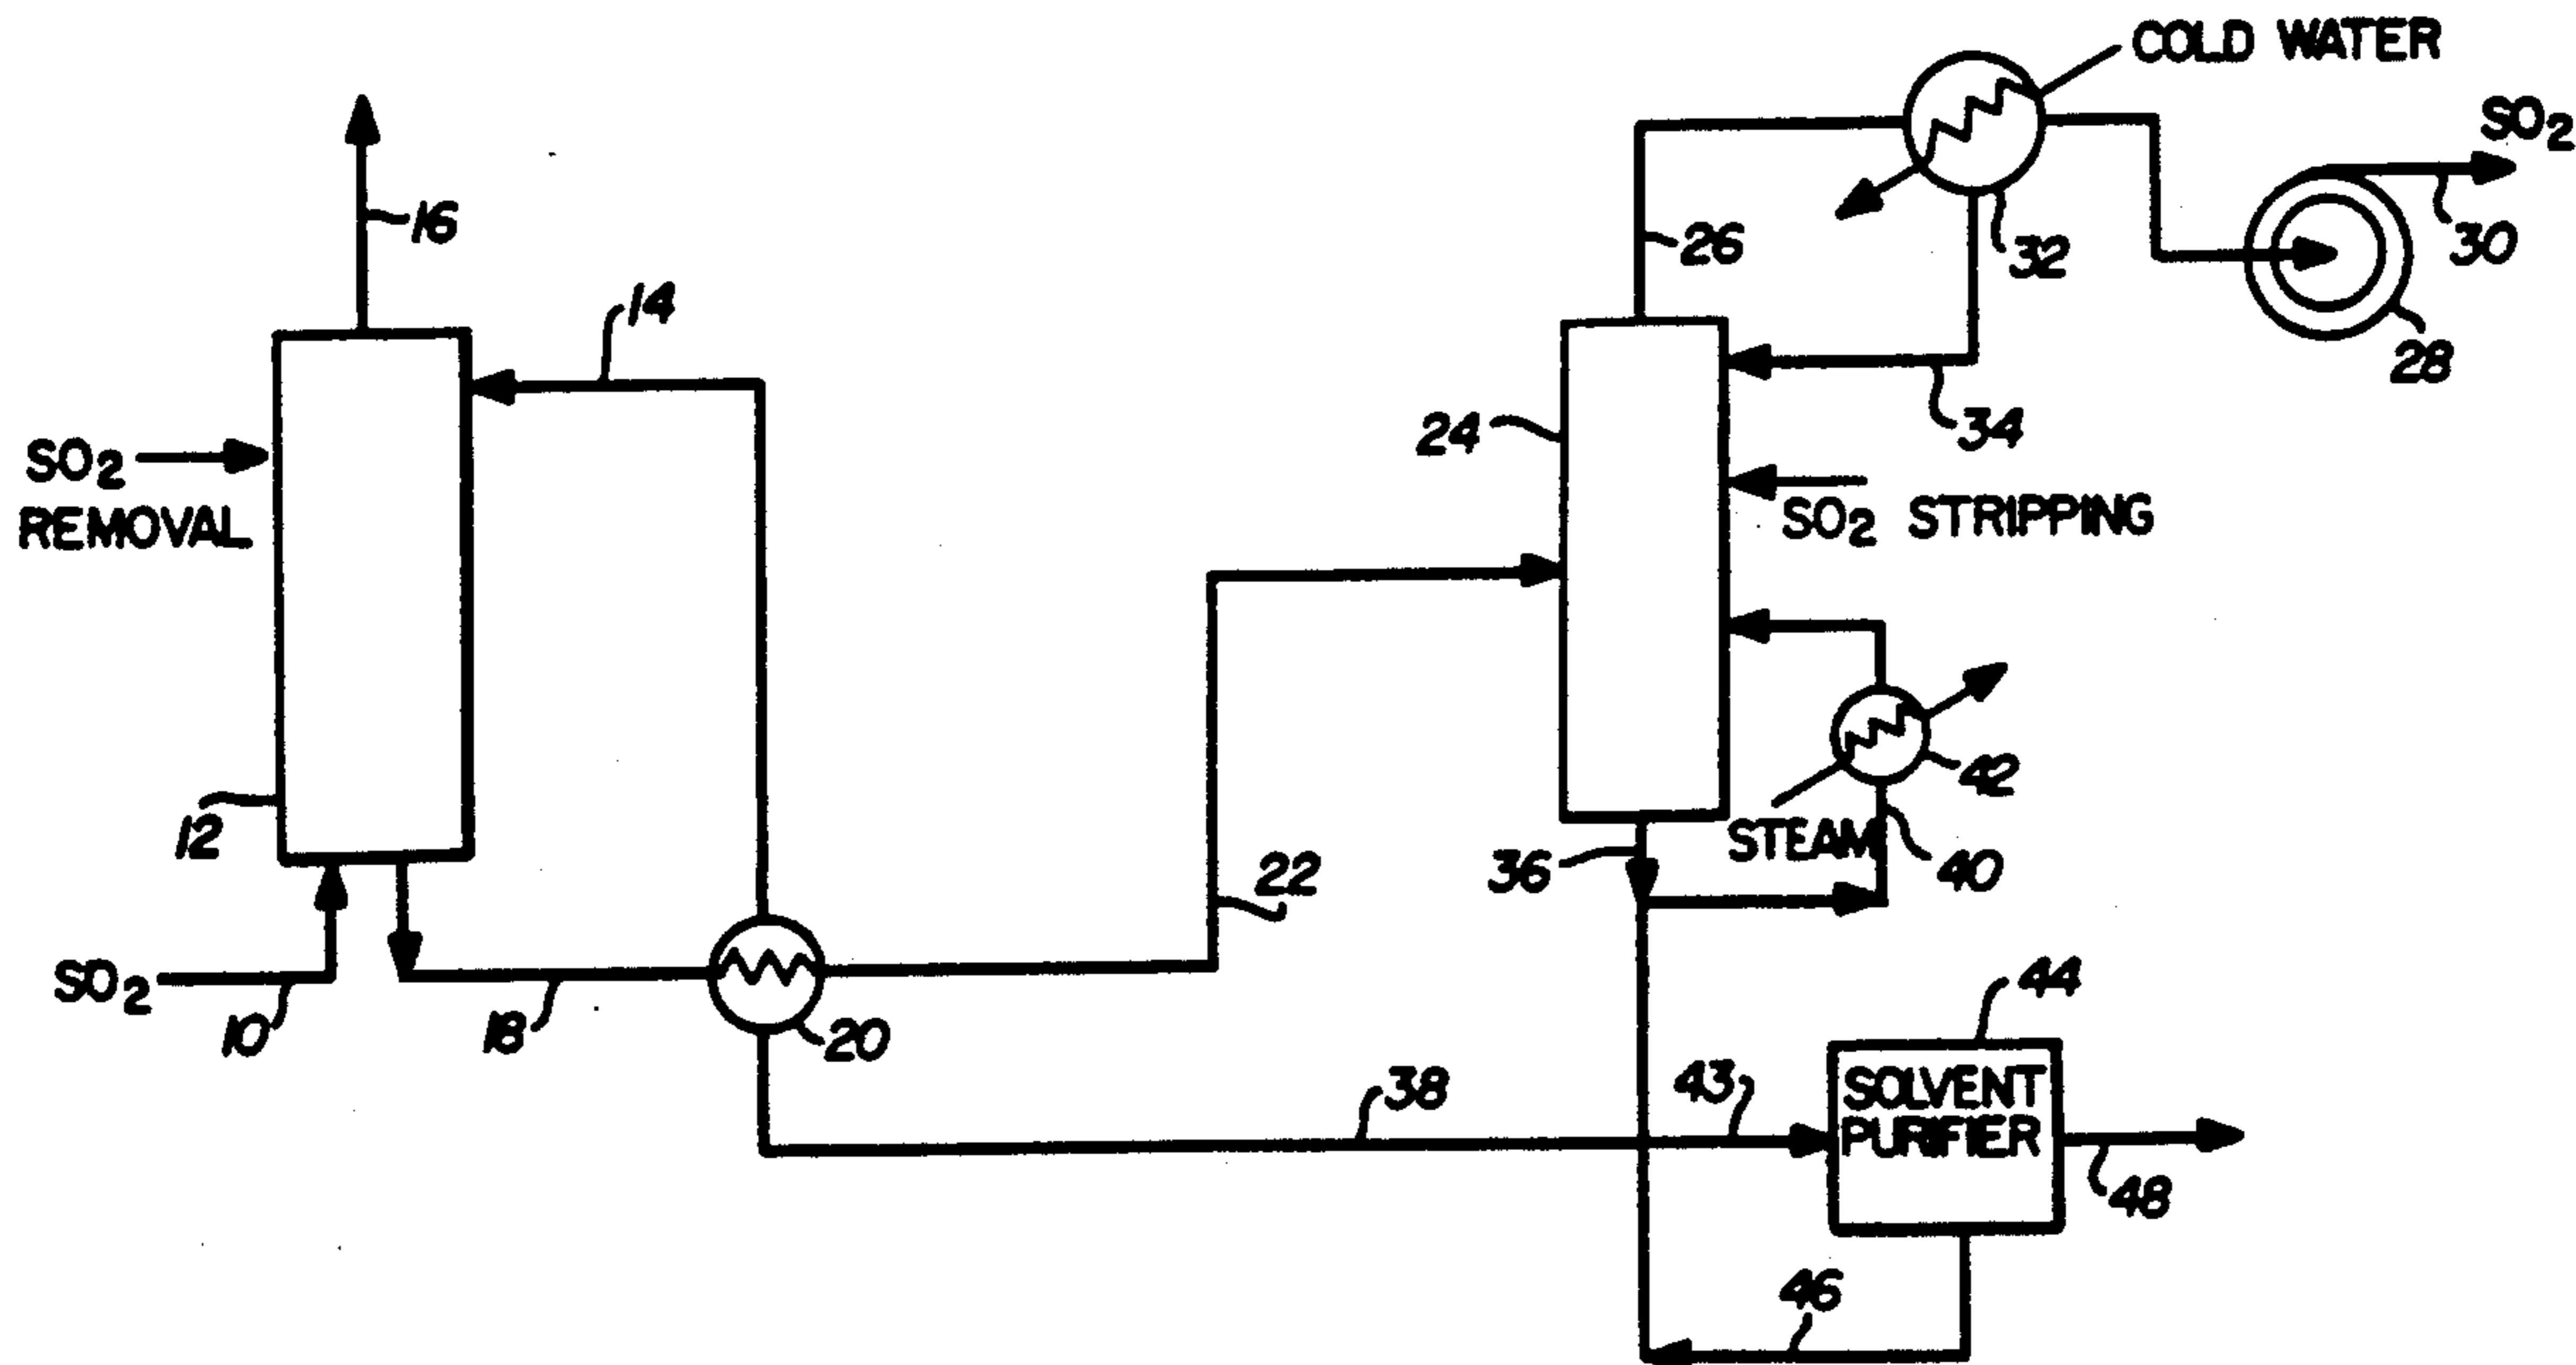 COLD WATER
SO2
16
26
32
30
14
28
24
34
SO2
REMOVAL
SO2 STRIPPING
12
42
STEAM
36
40
22
SO2
10
18
20
44
38
43
SOLVENT
PURIFIER
48
46